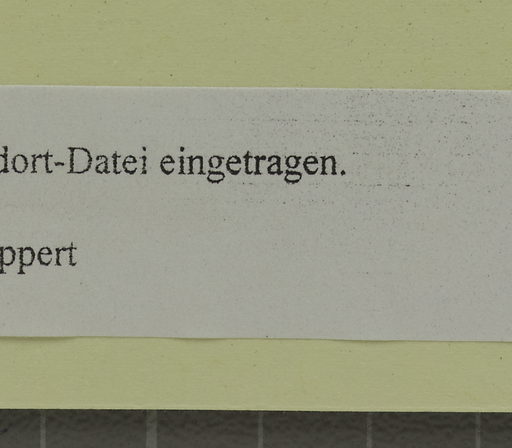 dort-Datei eingetragen.
ppert